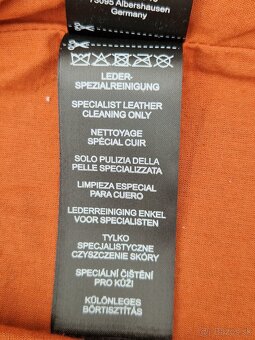 73095 Albershausen
Germany
LEDER-
SPEZIALREINIGUNG
SPECIALIST LEATHER
CLEANING ONLY
NETTOYAGE
SPÉCIAL CUIR
SOLO PULIZIA DELLA
PELLE SPECIALIZZATA
LIMPIEZA ESPECIAL
PARA CUERO
LEDERREINIGING ENKEL
VOOR SPECIALISTEN
TYLKO
SPECJALISTYCZNE
CZYSZCZENIE SKÓRY
SPECIÁLNÍ ČIŠTĚNÍ
PRO KŮŽI
KÜLÖNLEGES
BŐRTISZTÍTÁS